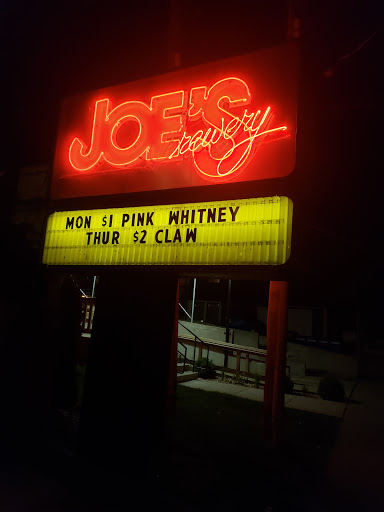 JOE'S
Brewery
MON $1 PINK WHITNEY
THUR $2 CLAW